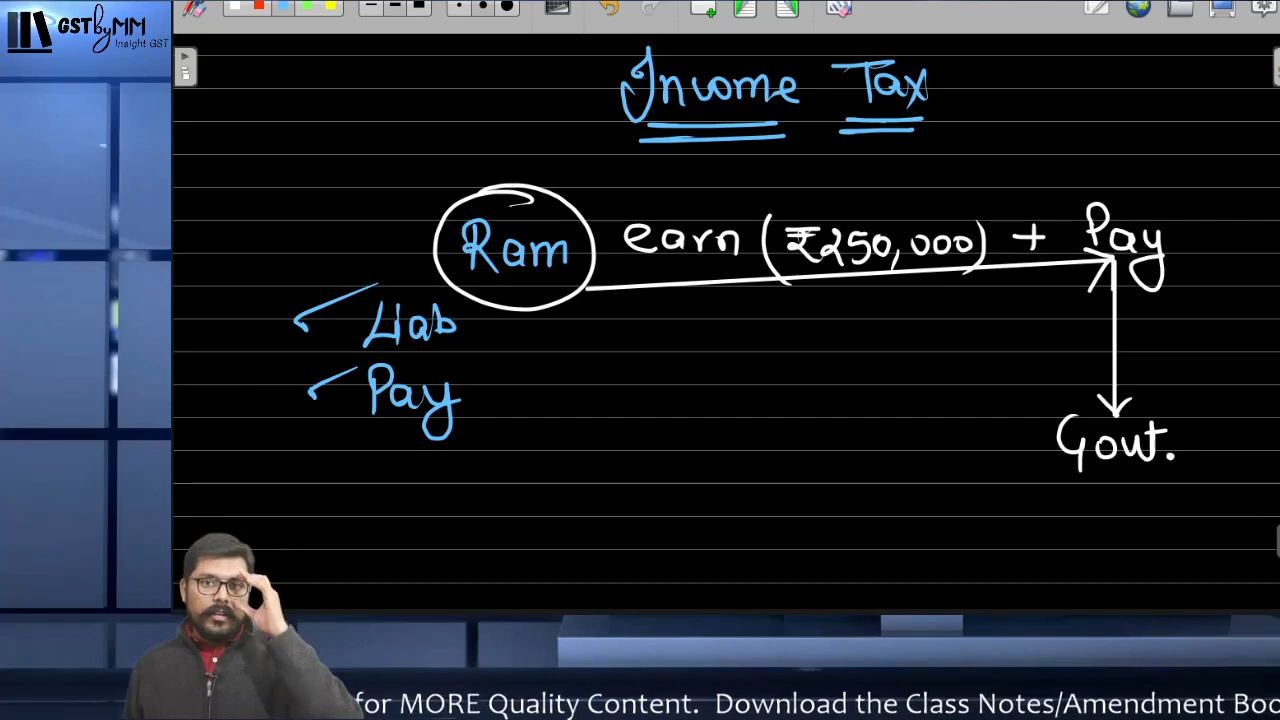 GSTbyMM
Insight GST
Income Tax
Ram earn (₹250,000) + Pay
Liab
Pay
Govt.
for MORE Quality Content. Download the Class Notes/Amendment Boo